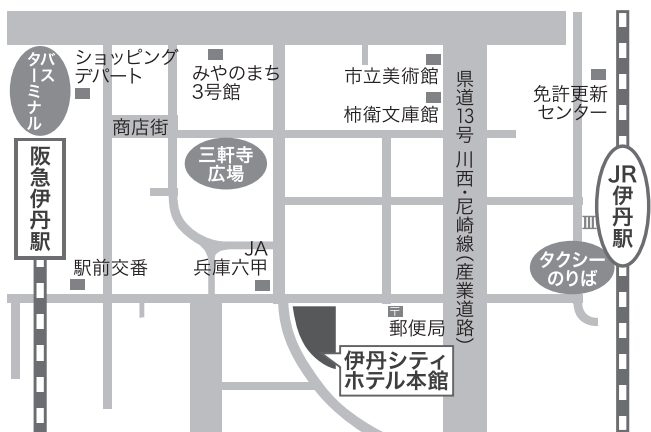 バス
ターミナル
ショッピング
デパート
みやのまち
3号館
市立美術館
柿衞文庫館
免許更新
センター
商店街
三軒寺
広場
阪急伊丹駅
県道13号 川西・尼崎線(産業道路)
JR
伊丹駅
JA
兵庫六甲
駅前交番
タクシー
のりば
〒
郵便局
伊丹シティ
ホテル本館